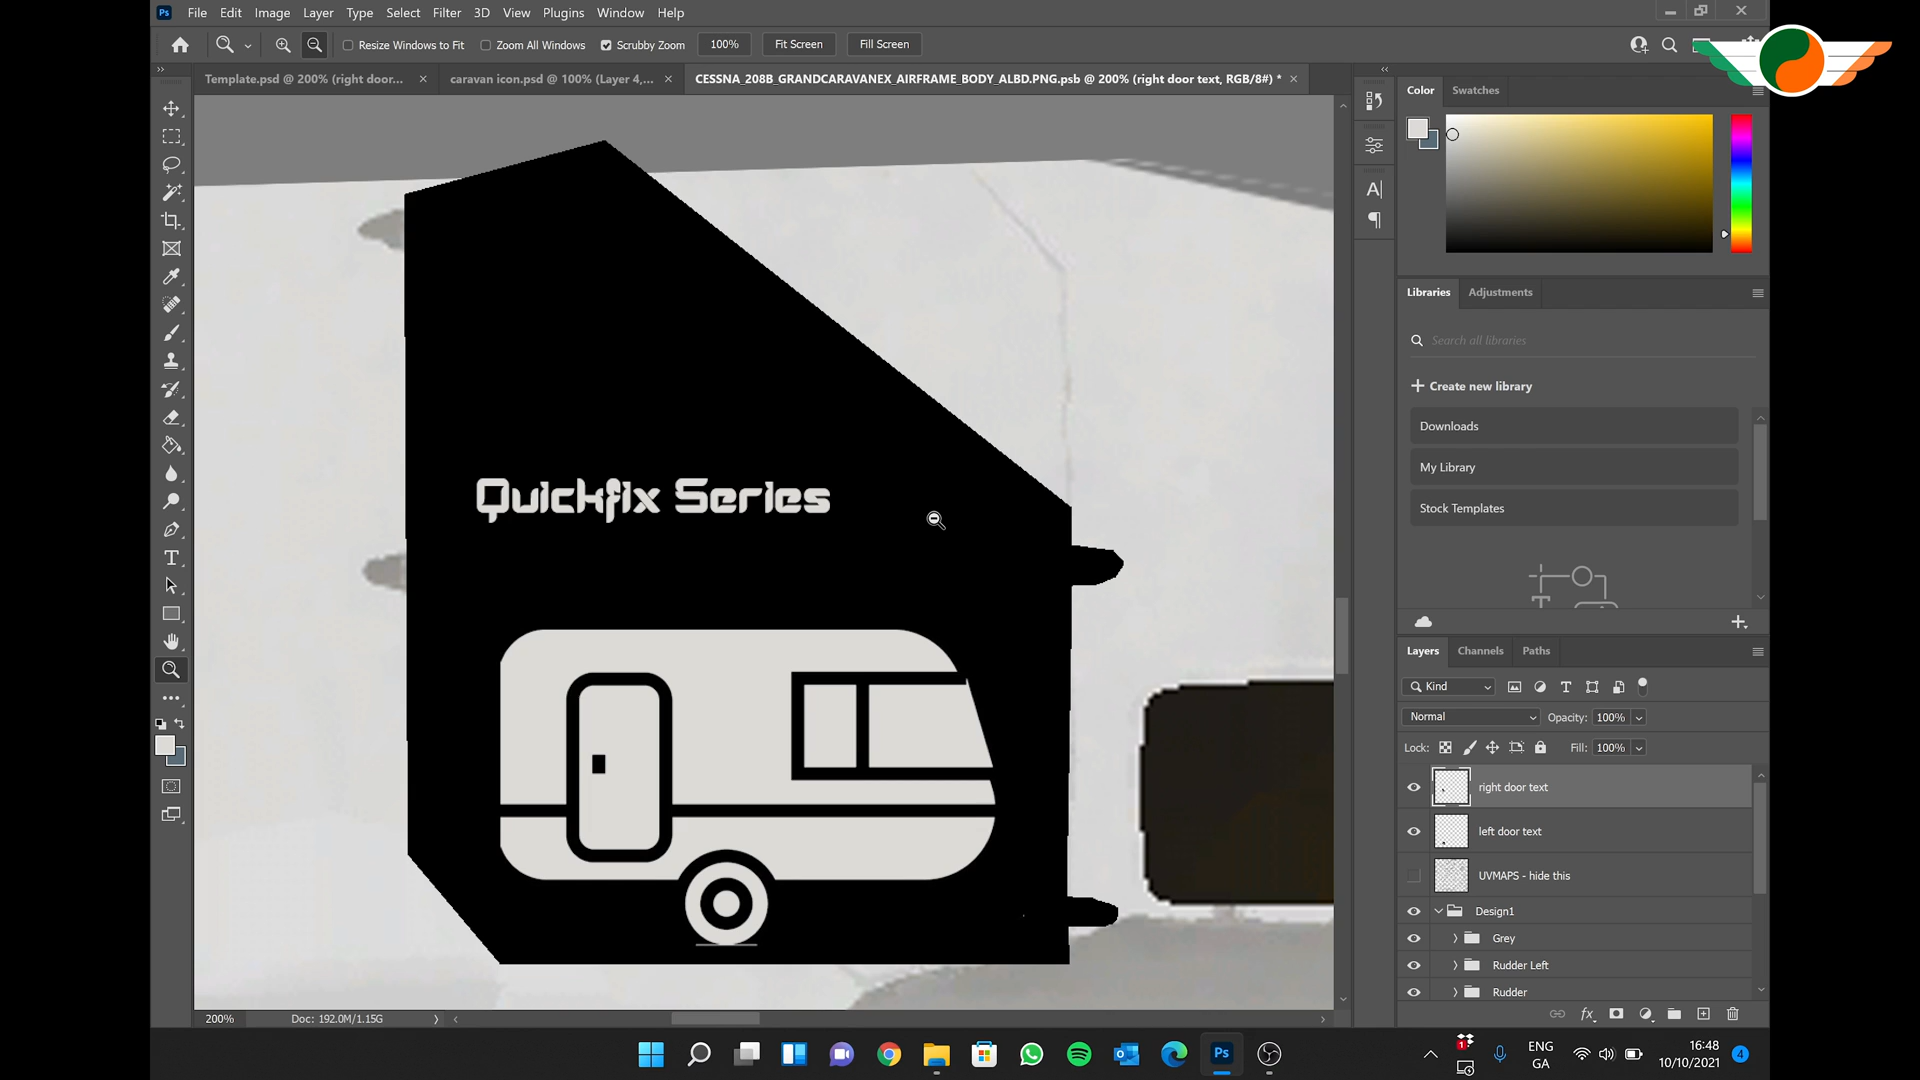 File Edit Image Layer Type Select Filter 3D View Plugins Window Help
Resize Windows to Fit Zoom All Windows Scrubby Zoom 100% Fit Screen Fill Screen
Template.psd @ 200% (right door... caravan icon.psd @ 100% (Layer 4,... CESSNA_208B_GRANDCARAVANEX_AIRFRAME_BODY_ALBD.PNG.psb @ 200% (right door text, RGB/8#) *
Color Swatches
Libraries Adjustments
Search all libraries
Create new library
Downloads
My Library
Stock Templates
Quickfix Series
Layers Channels Paths
Kind
Normal Opacity: 100%
Lock: Fill: 100%
right door text
left door text
UVMAPS - hide this
Design1
Grey
Rudder Left
Rudder
200% Doc: 192.0M/1.15G
ENG 16:48
GA 10/10/2021 4